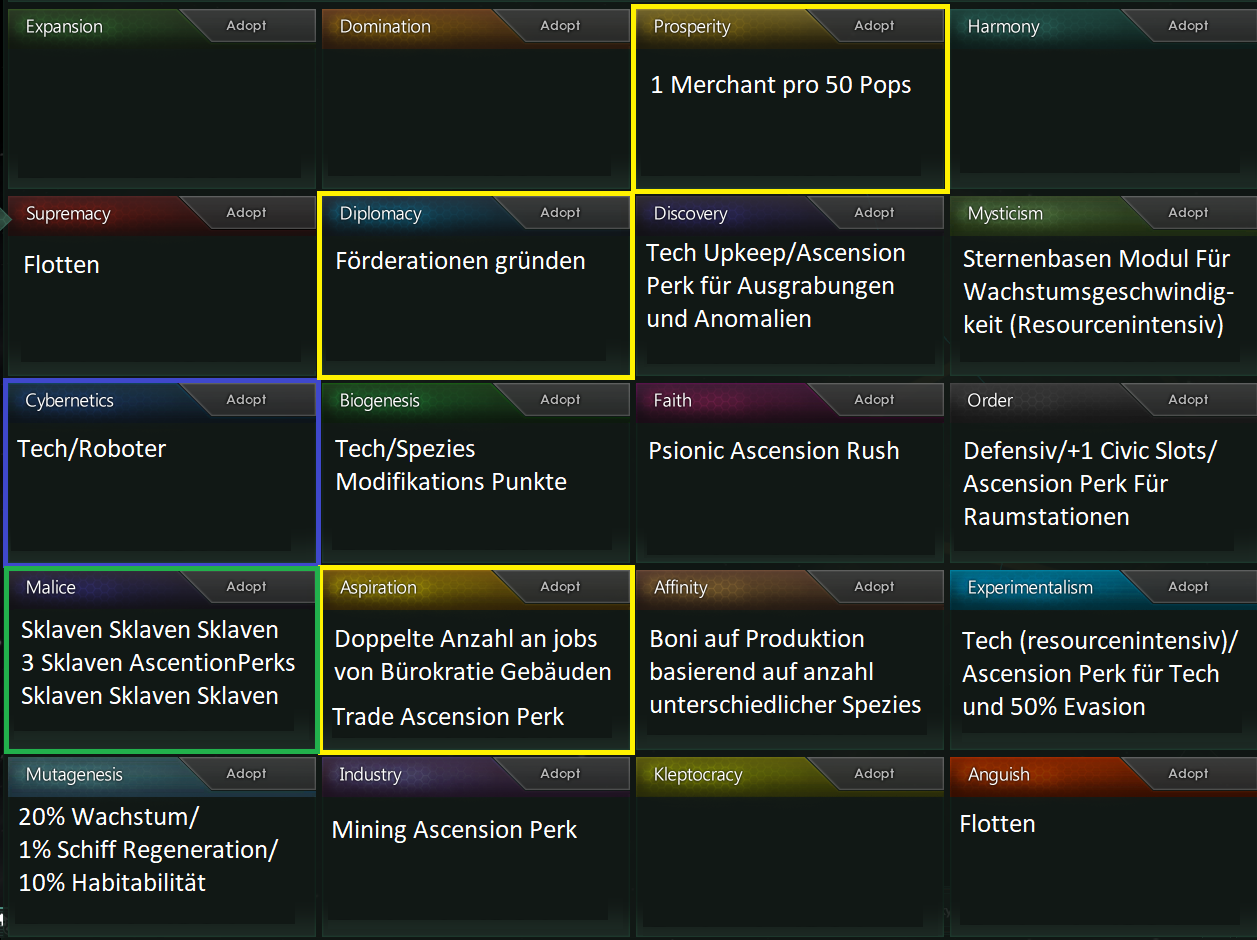 Expansion Adopt
Domination Adopt
Prosperity Adopt
1 Merchant pro 50 Pops
Harmony Adopt
Supremacy Adopt
Flotten
Diplomacy Adopt
Förderationen gründen
Discovery Adopt
Tech Upkeep/Ascension
Perk für Ausgrabungen
und Anomalien
Mysticism Adopt
Sternenbasen Modul Für
Wachstumsgeschwindig-
keit (Resourcenintensiv)
Cybernetics Adopt
Tech/Roboter
Biogenesis Adopt
Tech/Spezies
Modifikations Punkte
Faith Adopt
Psionic Ascension Rush
Order Adopt
Defensiv/+1 Civic Slots/
Ascension Perk Für
Raumstationen
Malice Adopt
Sklaven Sklaven Sklaven
3 Sklaven AscentionPerks
Sklaven Sklaven Sklaven
Aspiration Adopt
Doppelte Anzahl an jobs
von Bürokratie Gebäuden
Trade Ascension Perk
Affinity Adopt
Boni auf Produktion
basierend auf anzahl
unterschiedlicher Spezies
Experimentalism Adopt
Tech (resourcenintensiv)/
Ascension Perk für Tech
und 50% Evasion
Mutagenesis Adopt
20% Wachstum/
1% Schiff Regeneration/
10% Habitabilität
Industry Adopt
Mining Ascension Perk
Kleptocracy Adopt
Anguish Adopt
Flotten